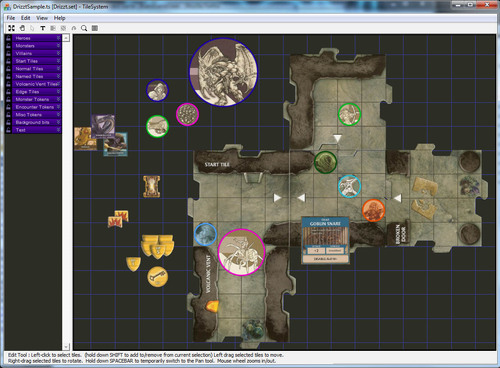 DrizztSample.ts [Drizzt.set] - TileSystem
File Edit View Help
Heroes
Monsters
Villains
Start Tiles
Normal Tiles
Named Tiles
Volcanic Vent Tiles
Edge Tiles
Monster Tokens
Encounter Tokens
Misc Tokens
Background bits
Text
START TILE
VOLCANIC VENT
BROKEN DOOR
Edit Tool : Left-click to select tiles. (hold down SHIFT to add/remove from current selection) Left drag selected tiles to move.
Right-drag selected tiles to rotate. Hold down SPACEBAR to temporarily switch to the Pan tool. Mouse wheel zooms in/out.